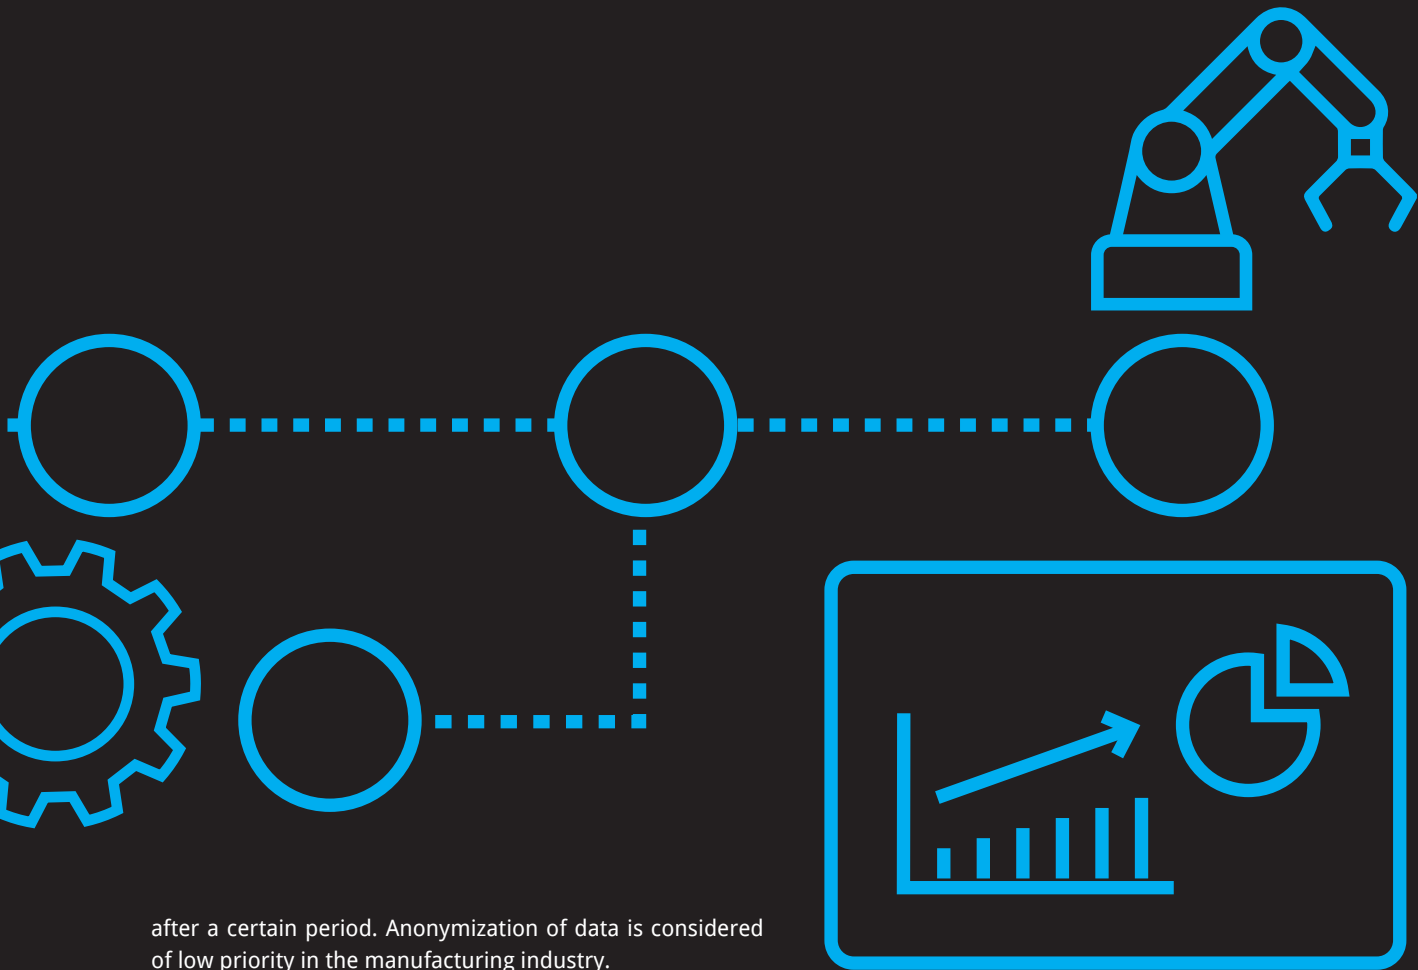 after a certain period. Anonymization of data is considered
of low priority in the manufacturing industry.